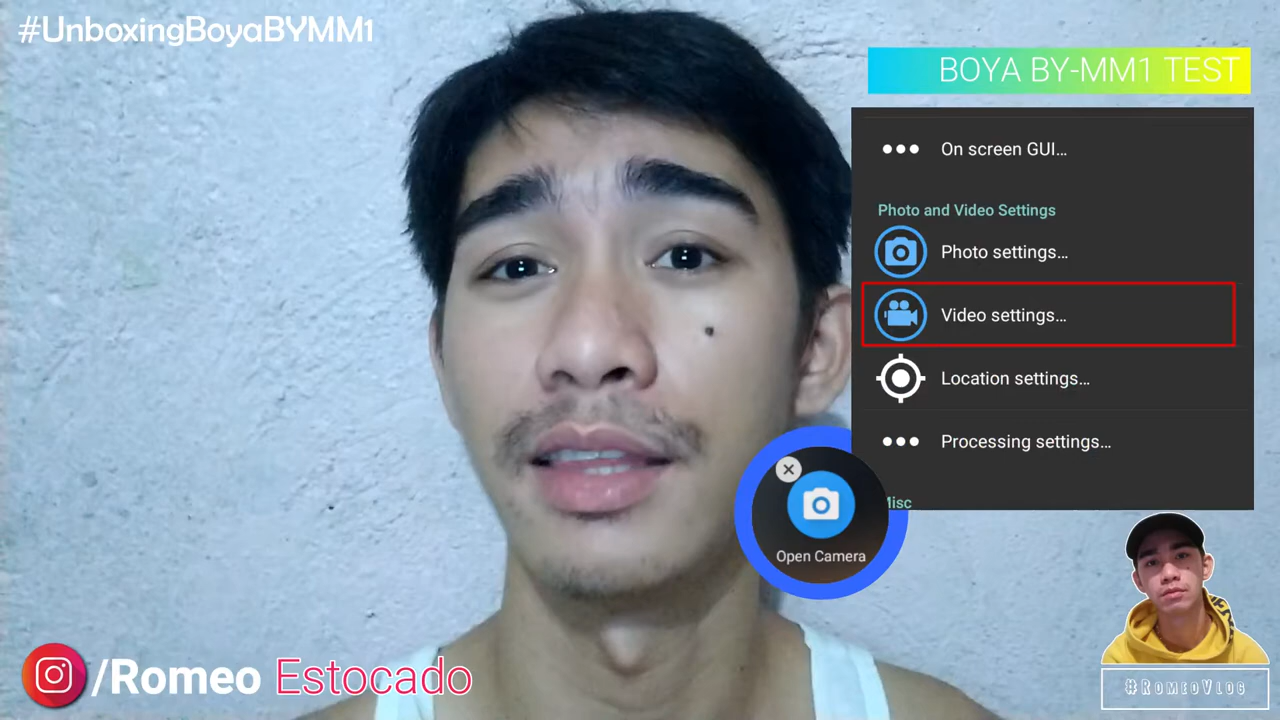 #UnboxingBoyaBYMM1
BOYA BY-MM1 TEST
On screen GUI...
Photo and Video Settings
Photo settings...
Video settings...
Location settings...
Processing settings...
Misc
Open Camera
/Romeo Estocado
#RomeoVlog